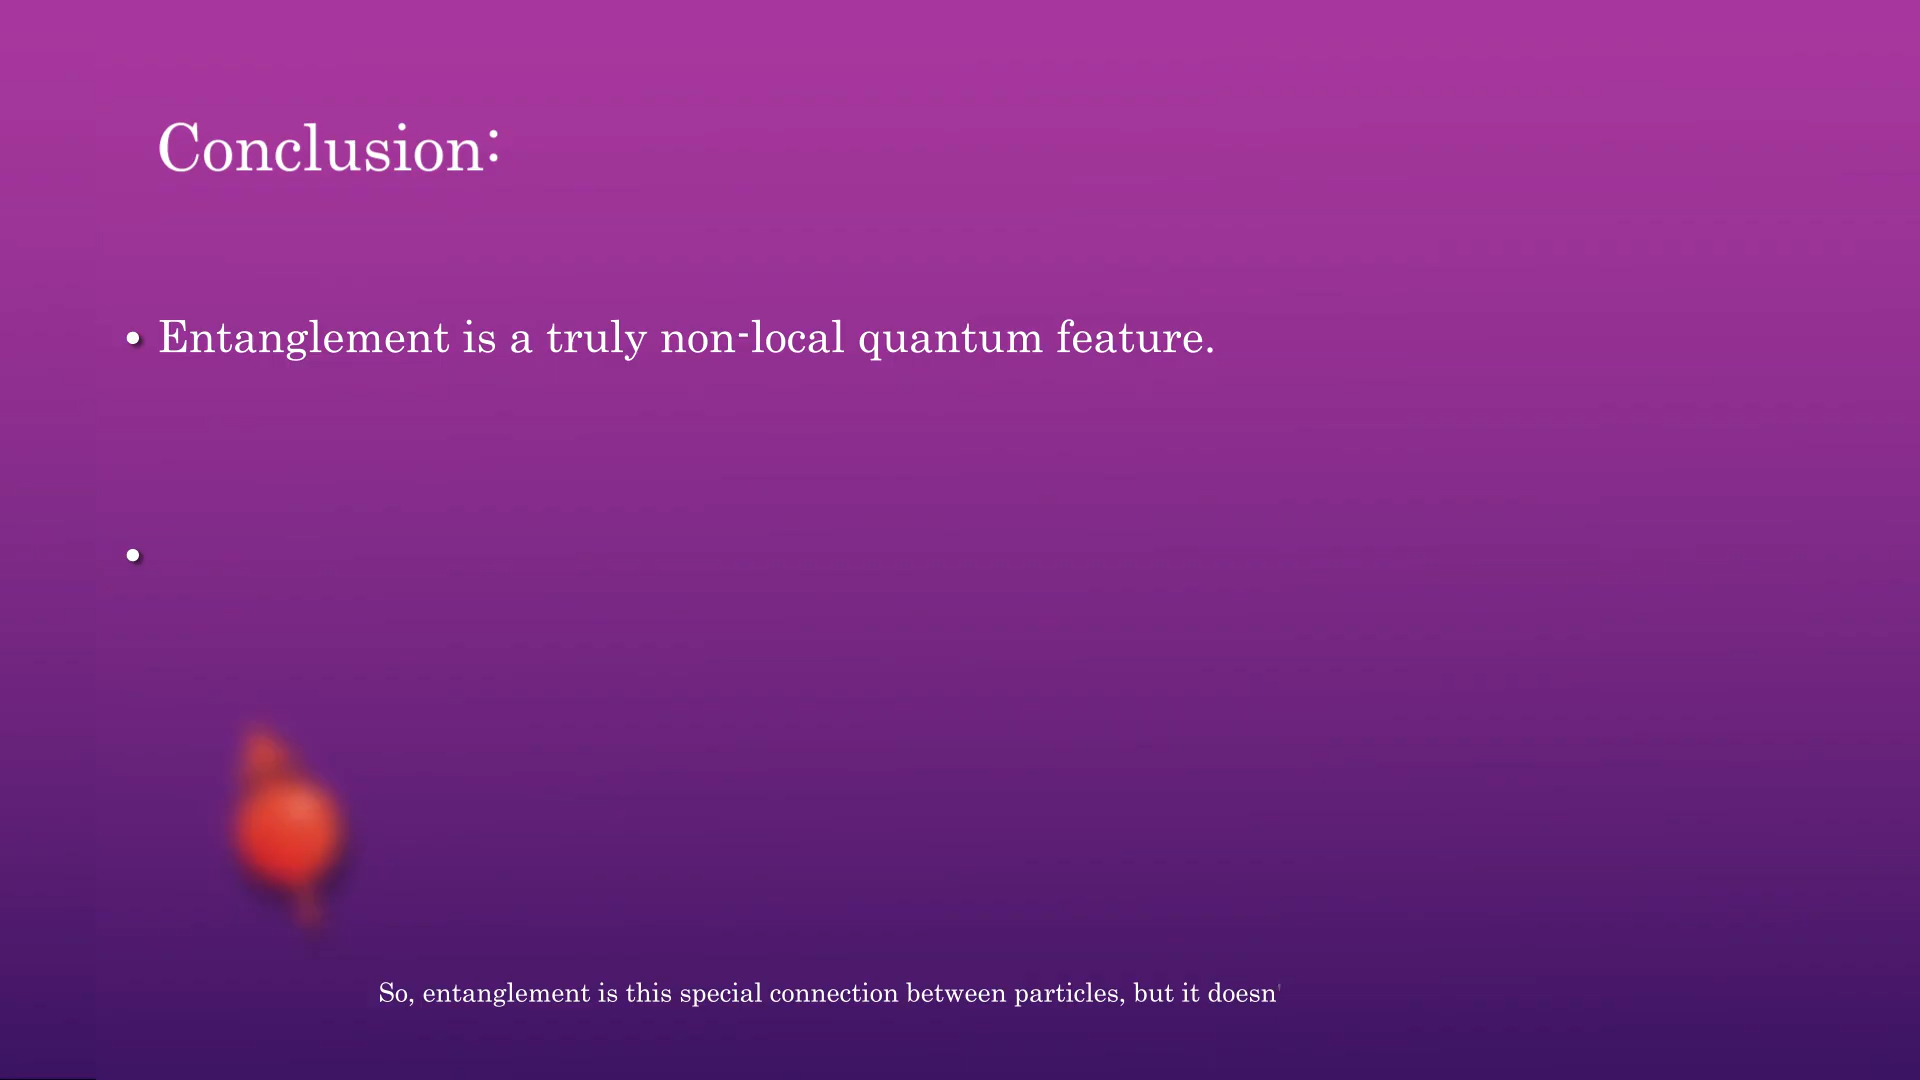 Conclusion:
• Entanglement is a truly non-local quantum feature.
•
So, entanglement is this special connection between particles, but it doesn'